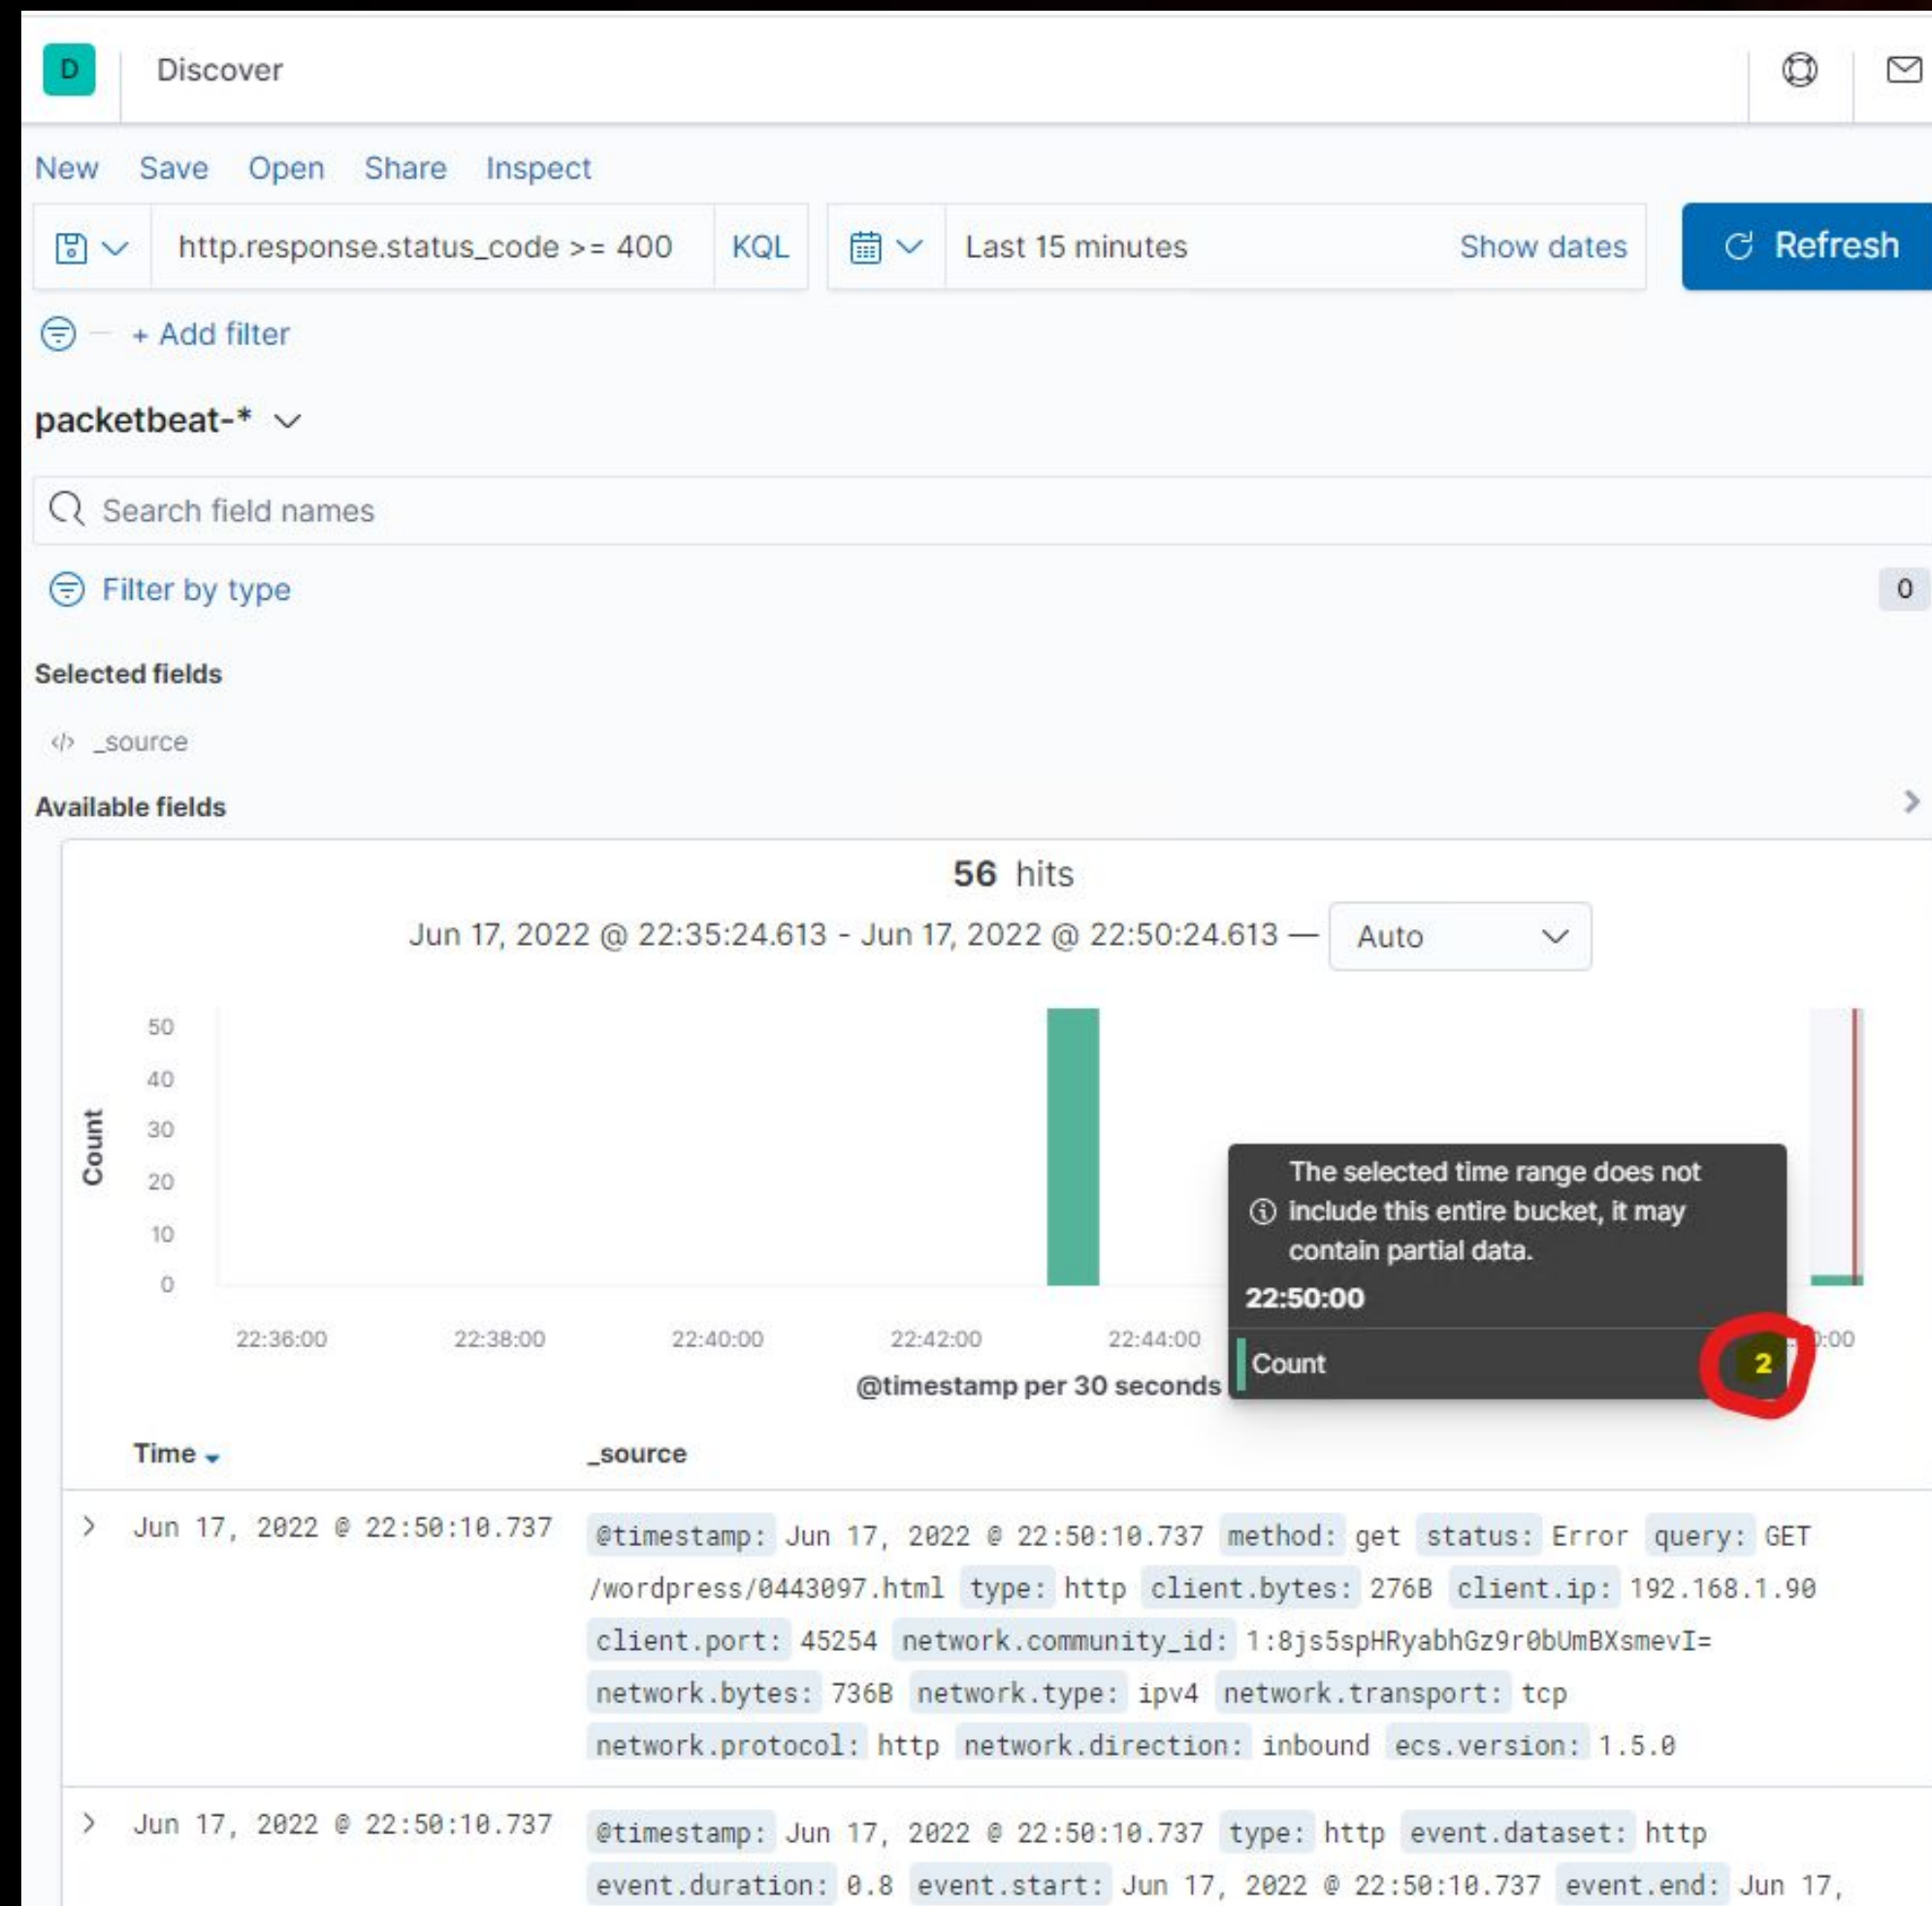 D Discover
New Save Open Share Inspect
http.response.status_code >= 400 KQL Last 15 minutes Show dates Refresh
+ Add filter
packetbeat-*
Search field names
Filter by type 0
Selected fields
</> _source
Available fields
56 hits
Jun 17, 2022 @ 22:35:24.613 - Jun 17, 2022 @ 22:50:24.613 — Auto
50
40
30
20
10
0
Count
The selected time range does not
include this entire bucket, it may
contain partial data.
22:50:00
Count 2
22:36:00 22:38:00 22:40:00 22:42:00 22:44:00 0:00
@timestamp per 30 seconds
Time _source
Jun 17, 2022 @ 22:50:10.737 @timestamp: Jun 17, 2022 @ 22:50:10.737 method: get status: Error query: GET
/wordpress/0443097.html type: http client.bytes: 276B client.ip: 192.168.1.90
client.port: 45254 network.community_id: 1:8js5spHRyabhGz9r0bUmBXsmevI=
network.bytes: 736B network.type: ipv4 network.transport: tcp
network.protocol: http network.direction: inbound ecs.version: 1.5.0
Jun 17, 2022 @ 22:50:10.737 @timestamp: Jun 17, 2022 @ 22:50:10.737 type: http event.dataset: http
event.duration: 0.8 event.start: Jun 17, 2022 @ 22:50:10.737 event.end: Jun 17,